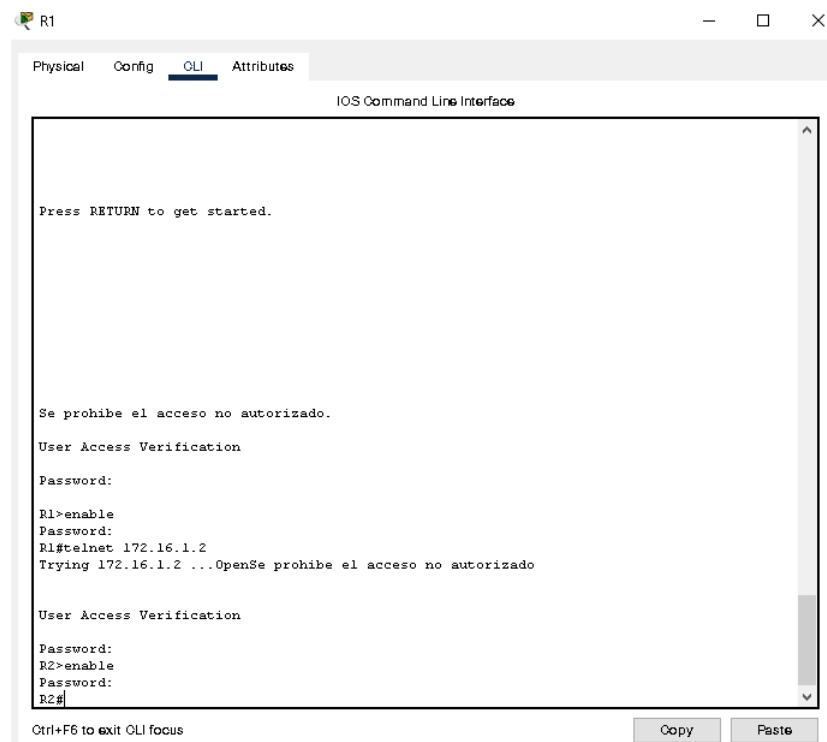 R1
Physical Config CLI Attributes
IOS Command Line Interface
Press RETURN to get started.
Se prohibe el acceso no autorizado.
User Access Verification
Password:
R1>enable
Password:
R1#telnet 172.16.1.2
Trying 172.16.1.2 ...OpenSe prohibe el acceso no autorizado
User Access Verification
Password:
R2>enable
Password:
R2#
Ctrl+F6 to exit CLI focus
Copy Paste